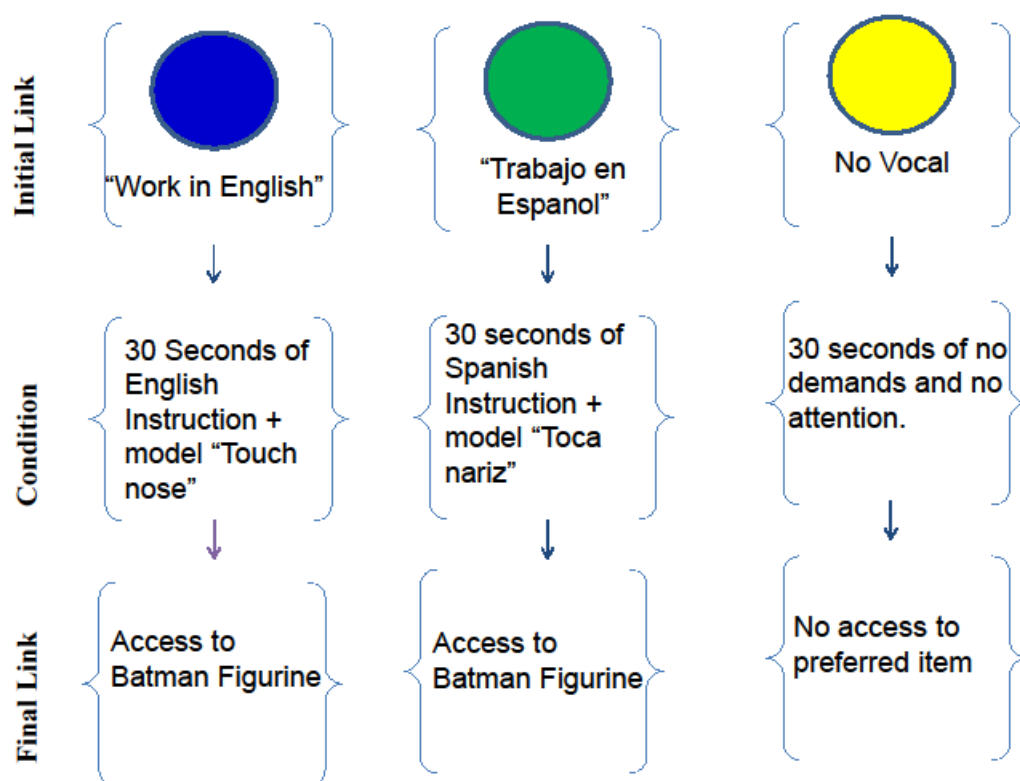 Initial Link
“Work in English”
“Trabajo en
Espanol”
No Vocal
Condition
30 Seconds of
English
Instruction +
model “Touch
nose”
30 seconds of
Spanish
Instruction +
model “Toca
nariz”
30 seconds of no
demands and no
attention.
Final Link
Access to
Batman Figurine
Access to
Batman Figurine
No access to
preferred item